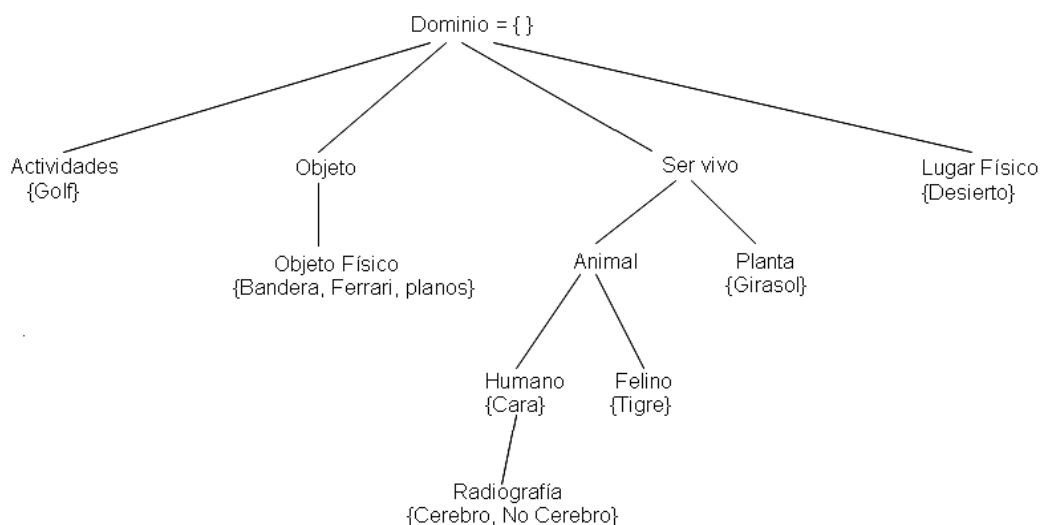 Dominio = { }
Actividades
{Golf}
Objeto
Ser vivo
Lugar Físico
{Desierto}
Objeto Físico
{Bandera, Ferrari, planos}
Animal
Planta
{Girasol}
Humano
{Cara}
Felino
{Tigre}
Radiografía
{Cerebro, No Cerebro}